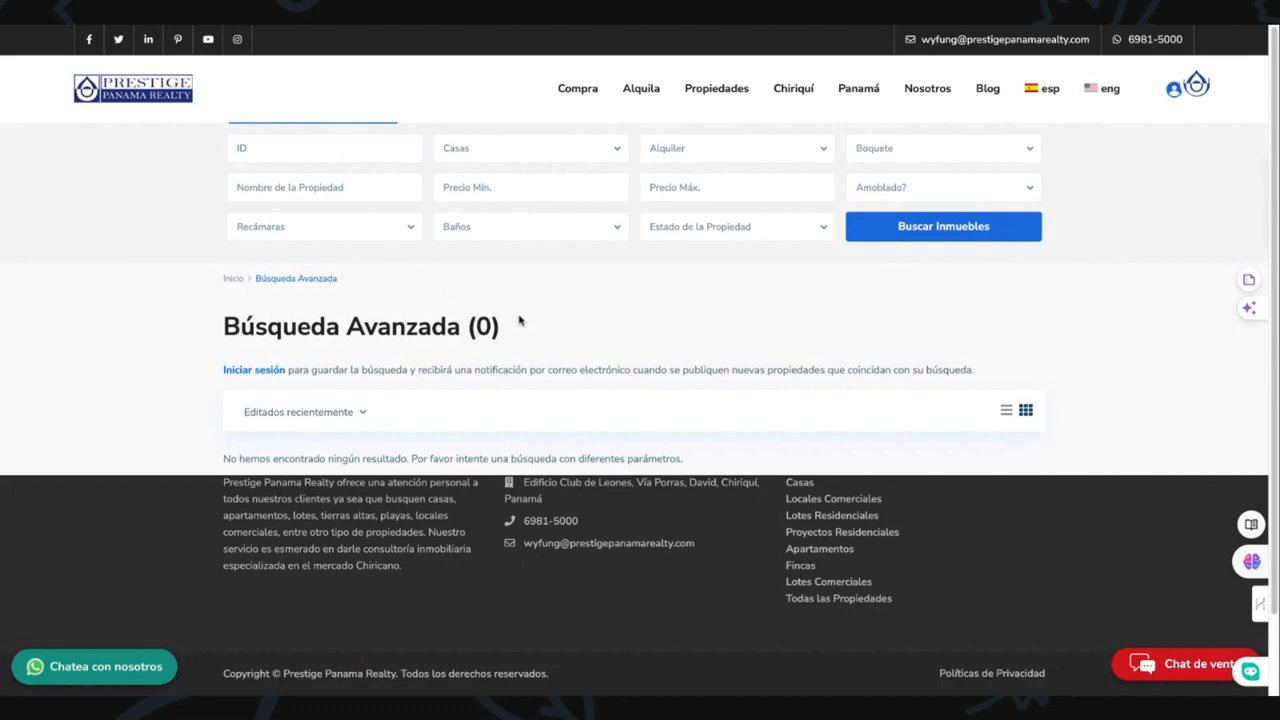 wyfung@prestigepanamarealty.com
6981-5000
PRESTIGE
PANAMA REALTY
Compra
Alquila
Propiedades
Chiriquí
Panamá
Nosotros
Blog
esp
eng
ID
Casas
Alquiler
Boquete
Nombre de la Propiedad
Precio Mín.
Precio Máx.
Amoblado?
Recámaras
Baños
Estado de la Propiedad
Buscar Inmuebles
Inicio > Búsqueda Avanzada
Búsqueda Avanzada (0)
Iniciar sesión para guardar la búsqueda y recibirá una notificación por correo electrónico cuando se publiquen nuevas propiedades que coincidan con su búsqueda.
Editados recientemente
No hemos encontrado ningún resultado. Por favor intente una búsqueda con diferentes parámetros.
Prestige Panama Realty ofrece una atención personal a
todos nuestros clientes ya sea que busquen casas,
apartamentos, lotes, tierras altas, playas, locales
comerciales, entre otro tipo de propiedades. Nuestro
servicio es esmerado en darle consultoría inmobiliaria
especializada en el mercado Chiricano.
Edificio Club de Leones, Vía Porras, David, Chiriquí,
Panamá
6981-5000
wyfung@prestigepanamarealty.com
Casas
Locales Comerciales
Lotes Residenciales
Proyectos Residenciales
Apartamentos
Fincas
Lotes Comerciales
Todas las Propiedades
Chatea con nosotros
Copyright © Prestige Panama Realty. Todos los derechos reservados.
Políticas de Privacidad
Chat de vent